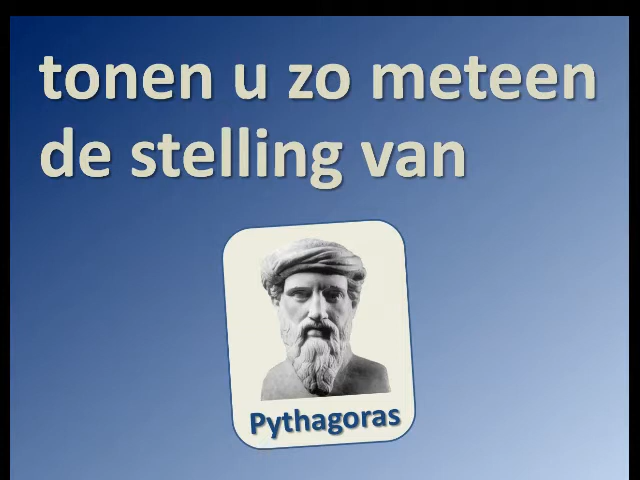 tonen u zo meteen
de stelling van
Pythagoras